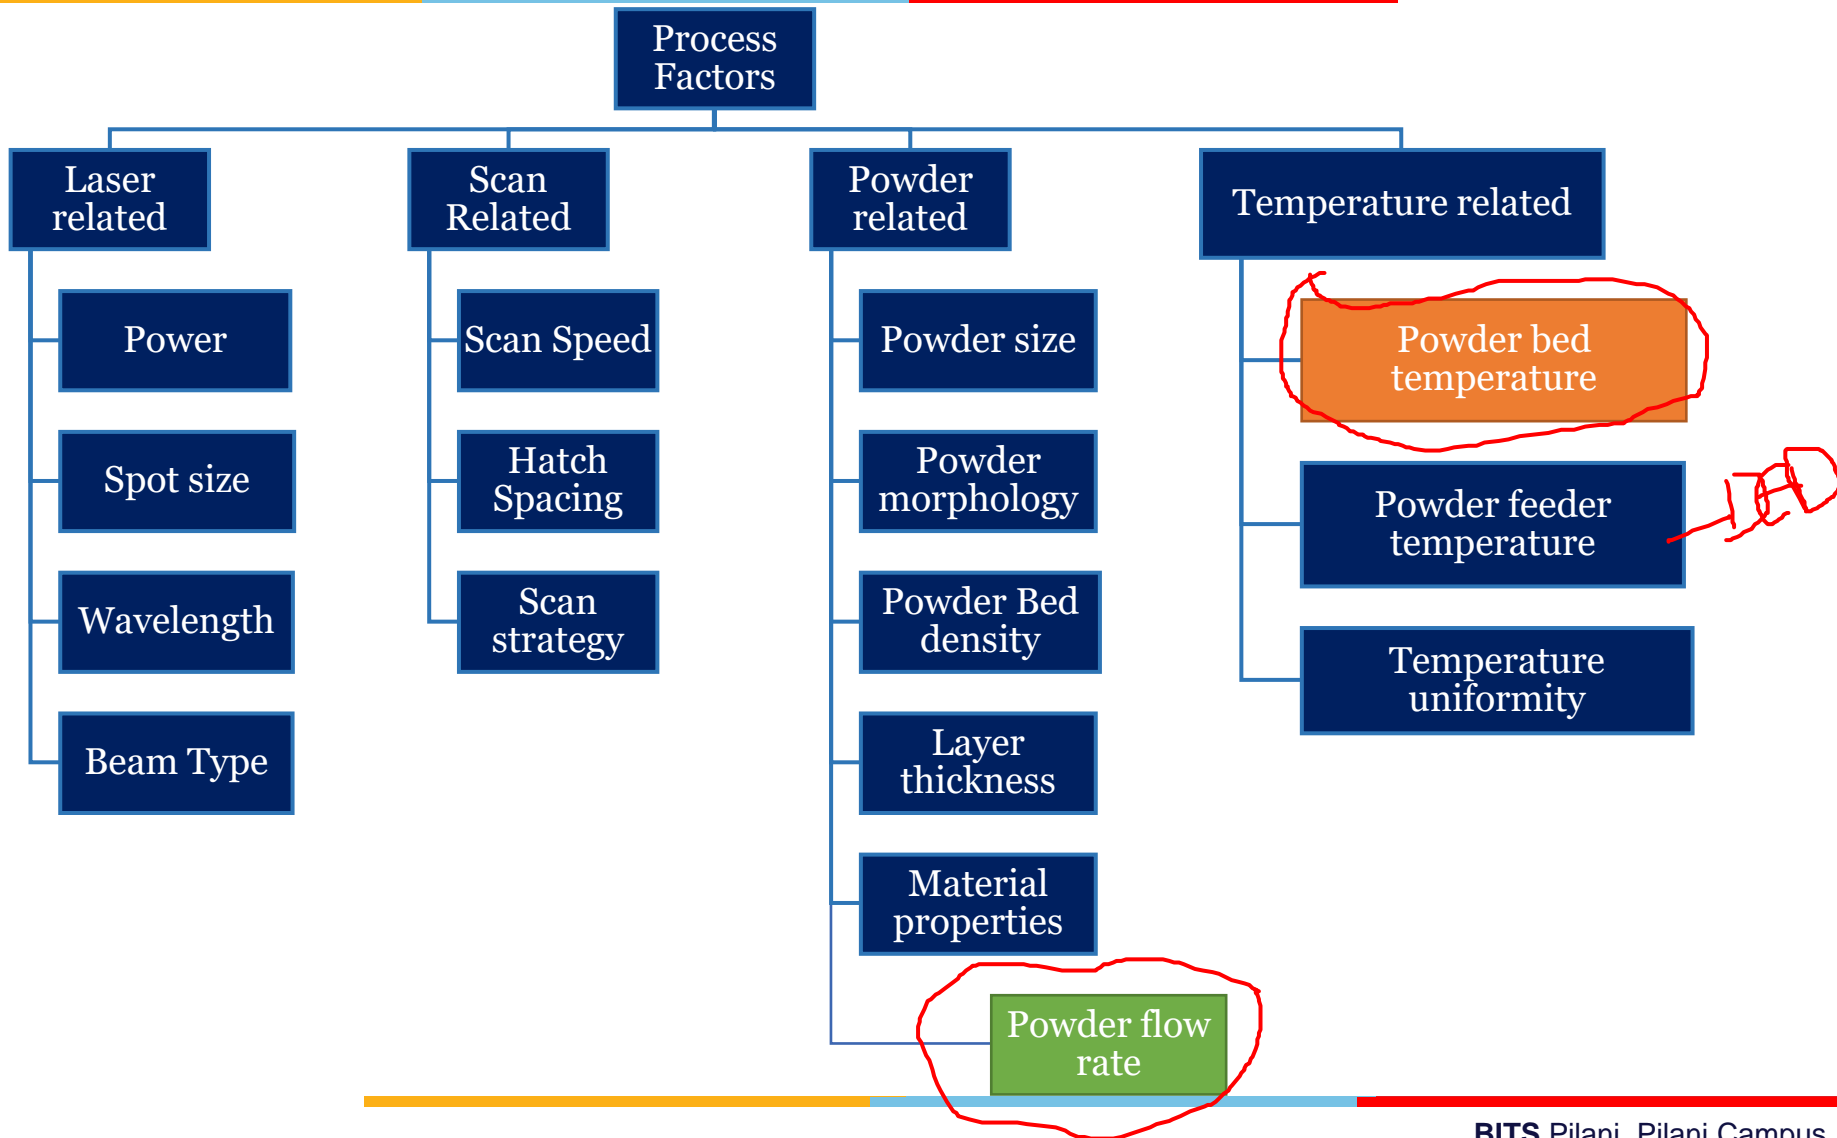 Process
Factors
Laser
related
Power
Spot size
Wavelength
Beam Type
Scan
Related
Scan Speed
Hatch
Spacing
Scan
strategy
Powder
related
Powder size
Powder
morphology
Powder Bed
density
Layer
thickness
Material
properties
Powder flow
rate
Temperature related
Powder bed
temperature
Powder feeder
temperature
DED
Temperature
uniformity
BITS Pilani, Pilani Campus